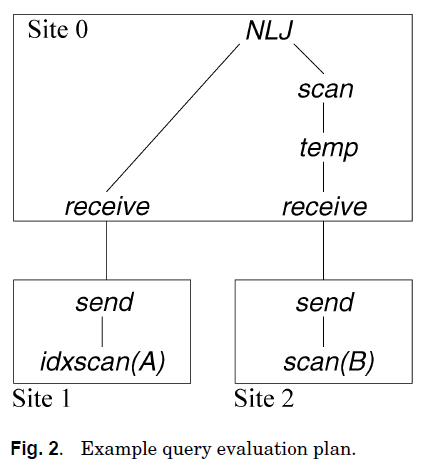 Site 0
NLJ
scan
temp
receive receive
send send
idxscan(A) scan(B)
Site 1 Site 2
Fig. 2. Example query evaluation plan.